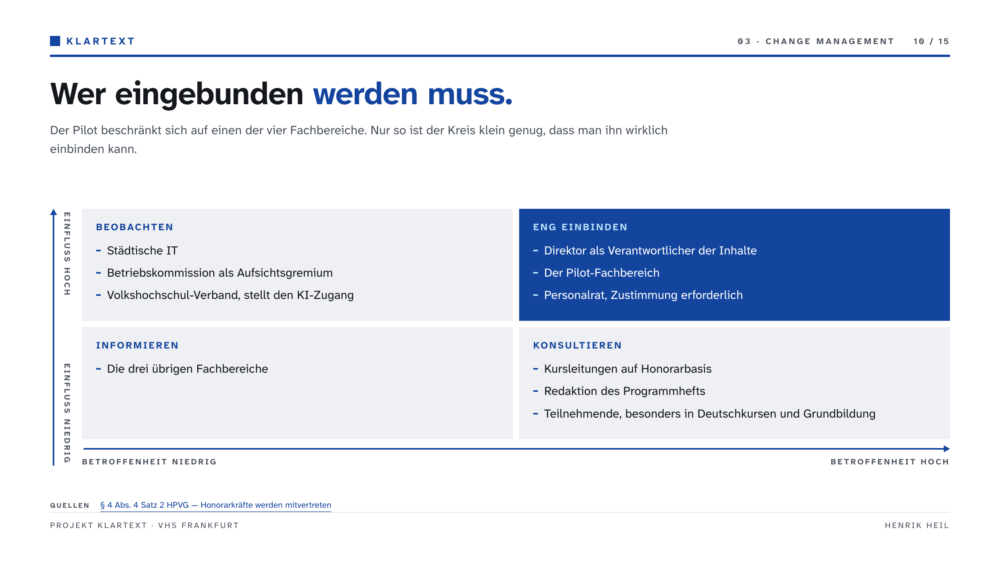 KLARTEXT
03 · CHANGE MANAGEMENT 10 / 15
Wer eingebunden werden muss.
Der Pilot beschränkt sich auf einen der vier Fachbereiche. Nur so ist der Kreis klein genug, dass man ihn wirklich
einbinden kann.
EINFLUSS HOCH
EINFLUSS NIEDRIG
BEOBACHTEN
– Städtische IT
– Betriebskommission als Aufsichtsgremium
– Volkshochschul-Verband, stellt den KI-Zugang
ENG EINBINDEN
– Direktor als Verantwortlicher der Inhalte
– Der Pilot-Fachbereich
– Personalrat, Zustimmung erforderlich
INFORMIEREN
– Die drei übrigen Fachbereiche
KONSULTIEREN
– Kursleitungen auf Honorarbasis
– Redaktion des Programmhefts
– Teilnehmende, besonders in Deutschkursen und Grundbildung
BETROFFENHEIT NIEDRIG
BETROFFENHEIT HOCH
QUELLEN § 4 Abs. 4 Satz 2 HPVG — Honorarkräfte werden mitvertreten
PROJEKT KLARTEXT · VHS FRANKFURT
HENRIK HEIL